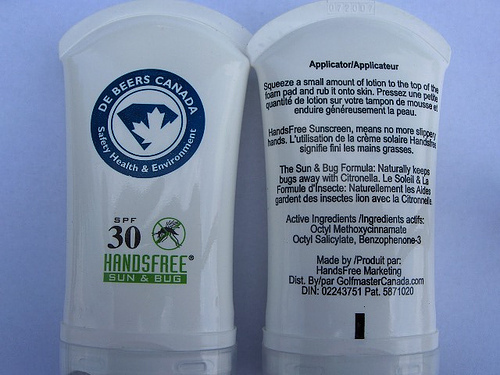 DE BEERS CANADA
Safety Health & Environment
SPF
30
HANDSFREE®
SUN & BUG
Applicator/Applicateur
Squeeze a small amount of lotion to the top of the
foam pad and rub it onto skin. Pressez une petite
quantité de lotion sur votre tampon de mousse et
enduire généreusement la peau.
HandsFree Sunscreen, means no more slippery
hands. L'utilisation de la crème solaire Handsfree
signifie fini les mains grasses.
The Sun & Bug Formula: Naturally keeps
bugs away with Citronella. Le Soleil & La
Formule d'Insecte: Naturellement les Aides
gardent des insectes lion avec la Citronnelle
Active Ingredients /Ingredients actifs:
Octyl Methoxycinnamate
Octyl Salicylate, Benzophenone-3
Made by /Produit par:
HandsFree Marketing
Dist. By/par GolfmasterCanada.com
DIN: 02243751 Pat. 5871020